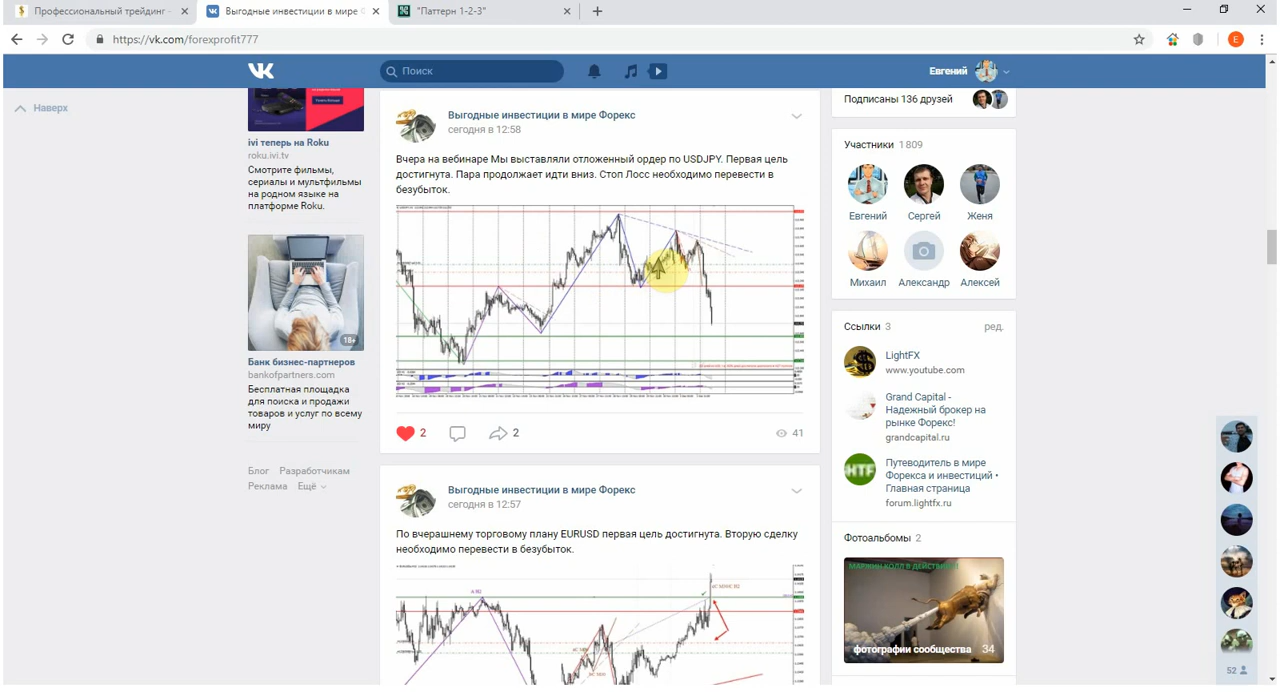 Профессиональный трейдинг -
Выгодные инвестиции в мире Ф
"Паттерн 1-2-3"
https://vk.com/forexprofit777
E
Поиск
Евгений
Наверх
ivi теперь на Roku
roku.ivi.tv
Смотрите фильмы,
сериалы и мультфильмы
на родном языке на
платформе Roku.
18+
Банк бизнес-партнеров
bankofpartners.com
Бесплатная площадка
для поиска и продажи
товаров и услуг по всему
миру
Блог Разработчикам
Реклама Ещё
Выгодные инвестиции в мире Форекс
сегодня в 12:58
Вчера на вебинаре Мы выставляли отложенный ордер по USDJPY. Первая цель
достигнута. Пара продолжает идти вниз. Стоп Лосс необходимо перевести в
безубыток.
2
2
41
Выгодные инвестиции в мире Форекс
сегодня в 12:57
По вчерашнему торговому плану EURUSD первая цель достигнута. Вторую сделку
необходимо перевести в безубыток.
Подписаны 136 друзей
Участники 1 809
Евгений Сергей Женя
Михаил Александр Алексей
Ссылки 3 ред.
LightFX
www.youtube.com
Grand Capital -
Надежный брокер на
рынке Форекс!
grandcapital.ru
HTF
Путеводитель в мире
Форекса и инвестиций •
Главная страница
forum.lightfx.ru
Фотоальбомы 2
МАРЖИН КОЛЛ В ДЕЙСТВИИ
фотографии сообщества 34
52